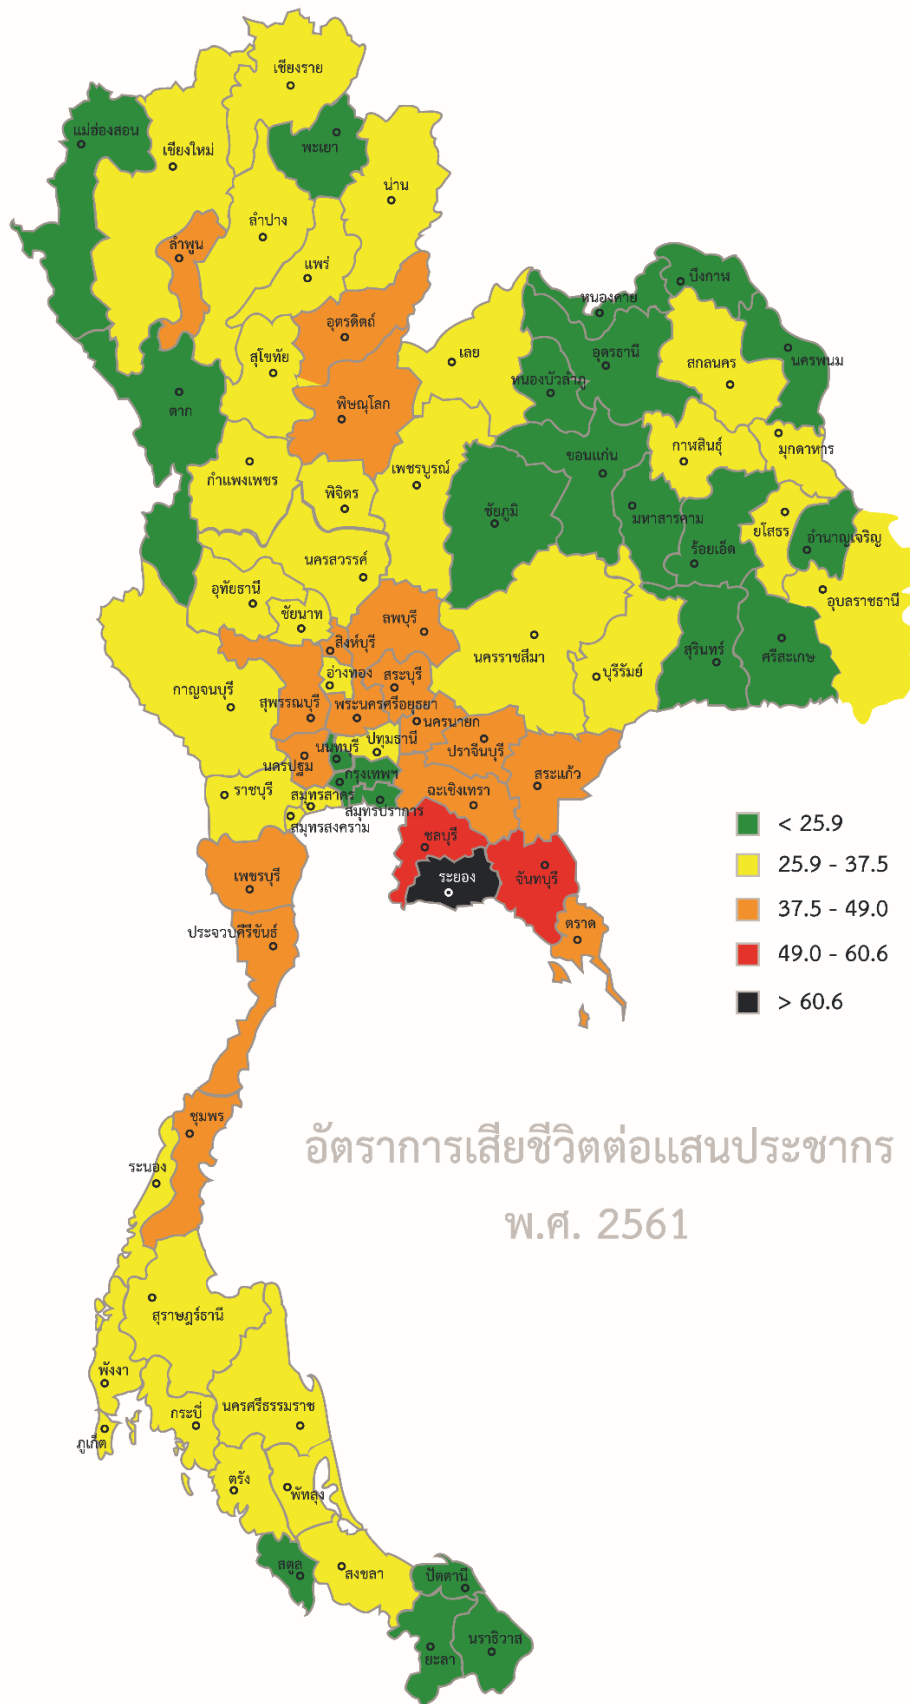 เชียงราย
แม่ฮ่องสอน
พะเยา
เชียงใหม่
น่าน
ลำปาง
ลำพูน
แพร่
บึงกาฬ
หนองคาย
อุตรดิตถ์
สุโขทัย
เลย
อุดรธานี
สกลนคร
นครพนม
หนองบัวลำภู
ตาก
พิษณุโลก
กำแพงเพชร
เพชรบูรณ์
ขอนแก่น
กาฬสินธุ์
มุกดาหาร
พิจิตร
ชัยภูมิ
มหาสารคาม
ยโสธร
อำนาญเจริญ
ร้อยเอ็ด
นครสวรรค์
อุทัยธานี
อุบลราชธานี
ชัยนาท
ลพบุรี
สิงห์บุรี
นครราชสีมา
บุรีรัมย์
สุรินทร์
ศรีสะเกษ
อ่างทอง
สระบุรี
กาญจนบุรี
สุพรรณบุรี
พระนครศรีอยุธยา
นครนายก
ปทุมธานี
ปราจีนบุรี
นนทบุรี
นครปฐม
กรุงเทพฯ
สระแก้ว
ราชบุรี
สมุทรสาคร
ฉะเชิงเทรา
สมุทรปราการ
สมุทรสงคราม
ชลบุรี
เพชรบุรี
ระยอง
จันทบุรี
ตราด
ประจวบคีรีขันธ์
< 25.9
25.9 - 37.5
37.5 - 49.0
49.0 - 60.6
> 60.6
ชุมพร
ระนอง
อัตราการเสียชีวิตต่อแสนประชากร
พ.ศ. 2561
สุราษฎร์ธานี
พังงา
กระบี่
นครศรีธรรมราช
ภูเก็ต
ตรัง
พัทลุง
สตูล
สงขลา
ปัตตานี
ยะลา
นราธิวาส